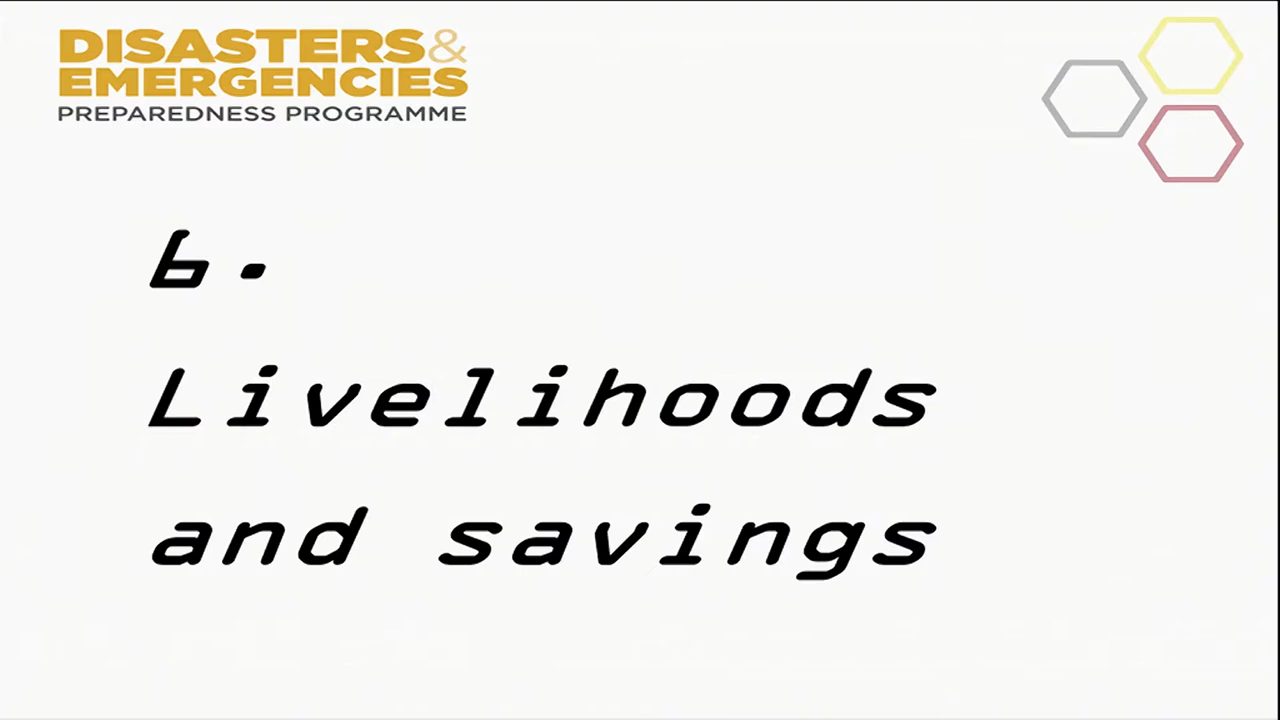 DISASTERS&
EMERGENCIES
PREPAREDNESS PROGRAMME
6.
Livelihoods
and savings